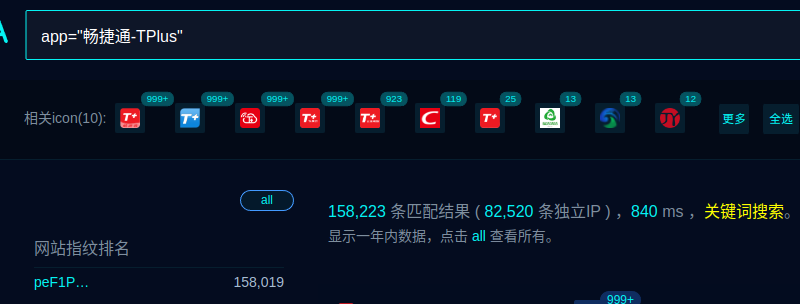 app="畅捷通-TPlus"
相关icon(10):
999+ 999+ 999+ 999+ 923 119 25 13 13 12
T+ T+ T+ T+ C T+
更多 全选
all
158,223 条匹配结果 ( 82,520 条独立IP ) ，840 ms ，关键词搜索。
显示一年内数据，点击 all 查看所有。
网站指纹排名
peF1P… 158,019
999+